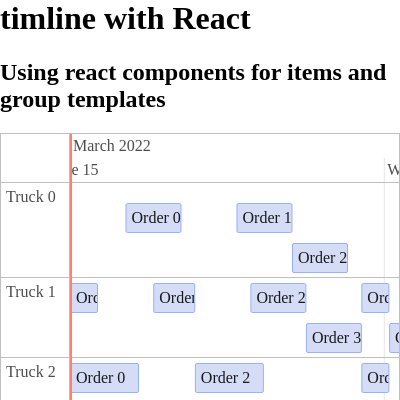 timline with React
Using react components for items and
group templates
March 2022
e 15
W
Truck 0
Order 0
Order 1
Order 2
Truck 1
Ord
Order
Order 2
Ord
Order 3
Truck 2
Order 0
Order 2
Ord